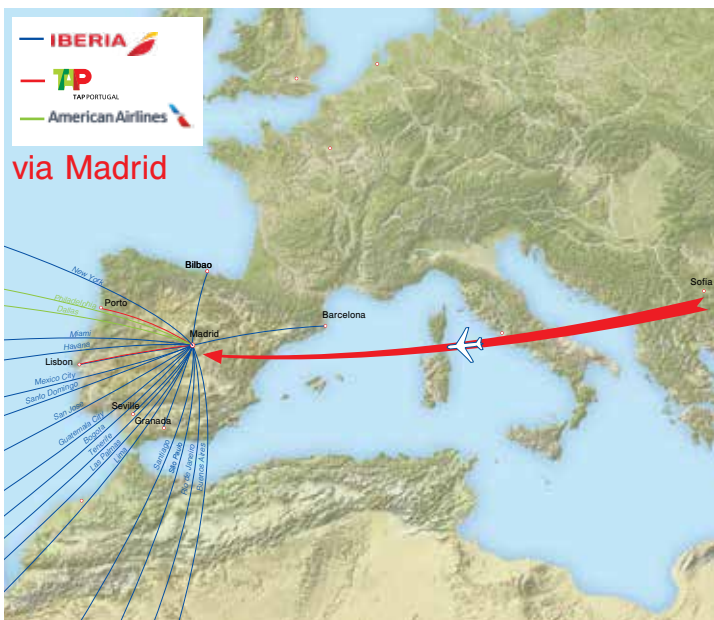 IBERIA
TAP
TAPPORTUGAL
American Airlines
via Madrid
New York
Bilbao
Sofia
Philadelphia
Porto
Dallas
Barcelona
Miami
Madrid
Havana
Lisbon
Mexico City
Santo Domingo
San Jose
Seville
Granada
Guatemala City
Bogota
Tenerife
Las Palmas
Lima
Santiago
São Paulo
Rio de Janeiro
Buenos Aires